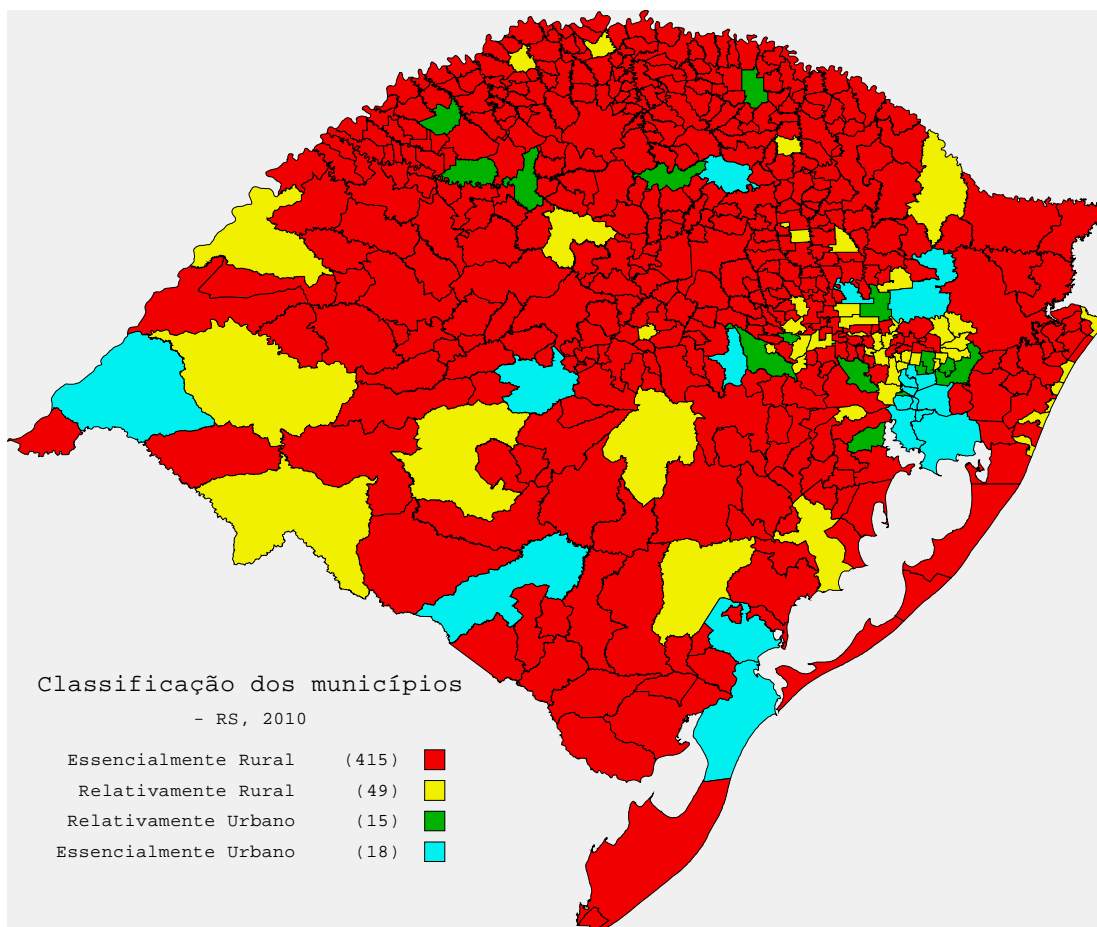 Classificação dos municípios
- RS, 2010
Essencialmente Rural (415)
Relativamente Rural (49)
Relativamente Urbano (15)
Essencialmente Urbano (18)